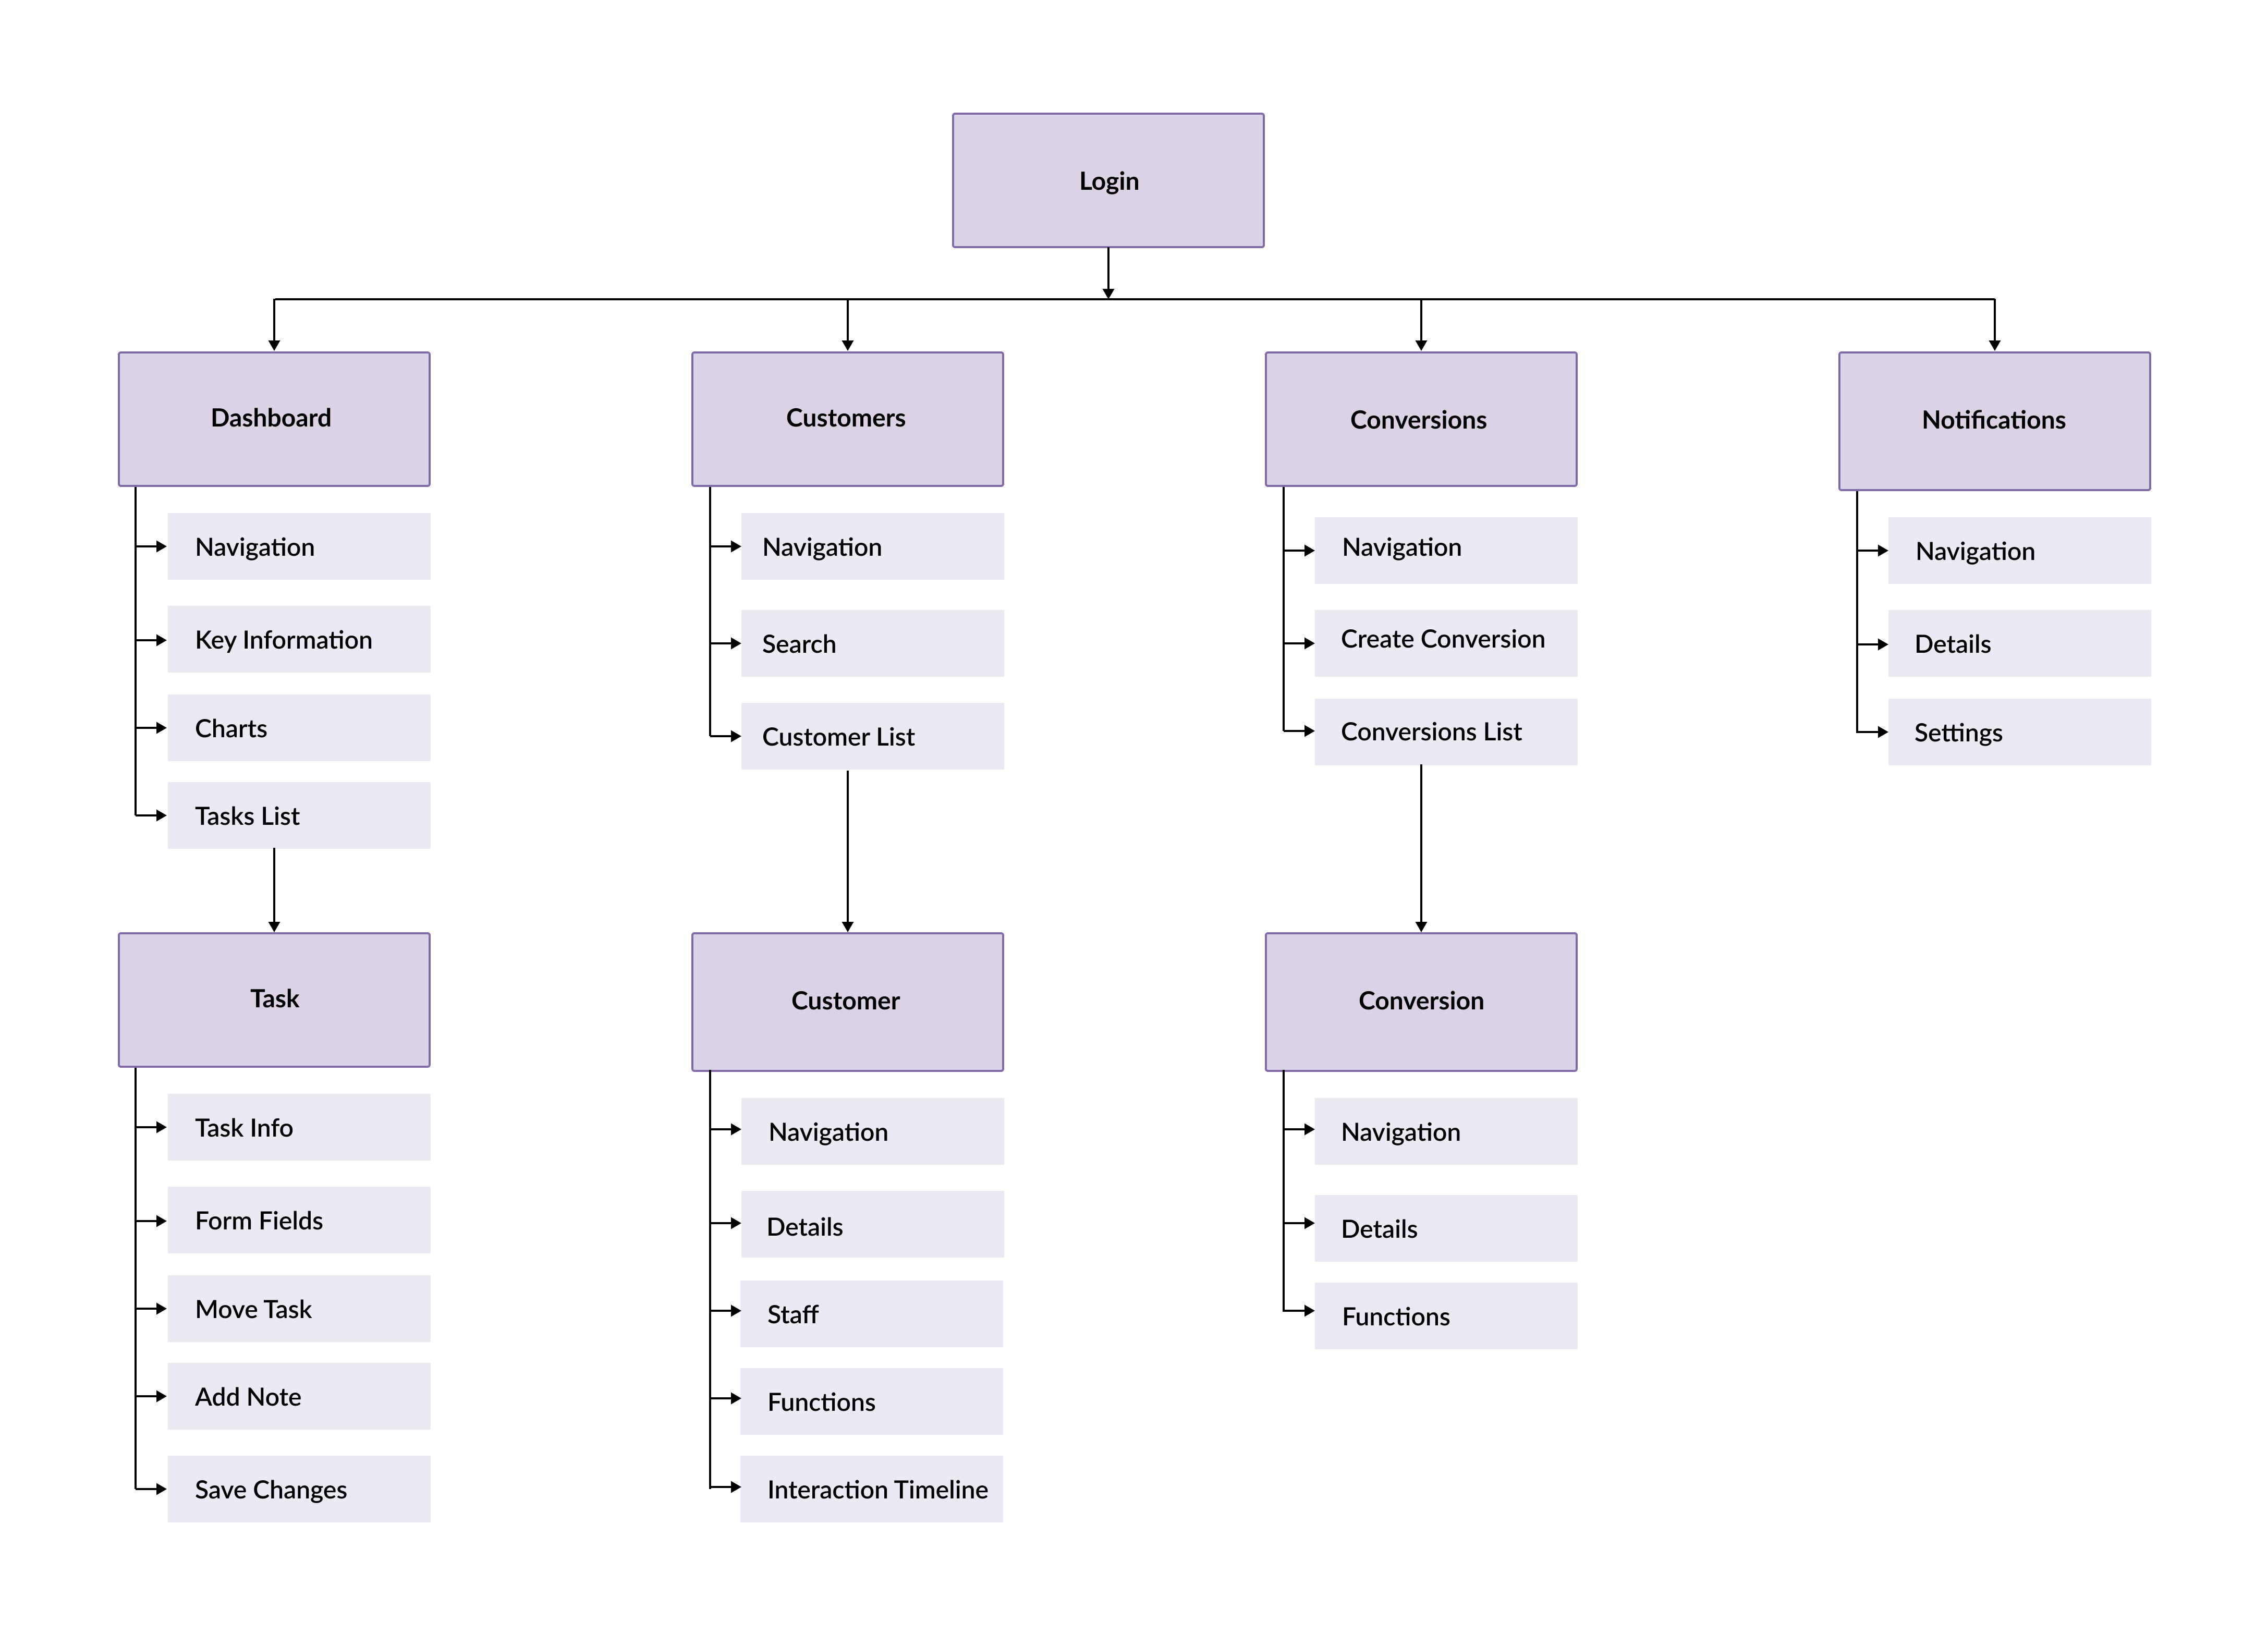 Login
Dashboard
Navigation
Key Information
Charts
Tasks List
Task
Task Info
Form Fields
Move Task
Add Note
Save Changes
Customers
Navigation
Search
Customer List
Customer
Navigation
Details
Staff
Functions
Interaction Timeline
Conversions
Navigation
Create Conversion
Conversions List
Conversion
Navigation
Details
Functions
Notifications
Navigation
Details
Settings